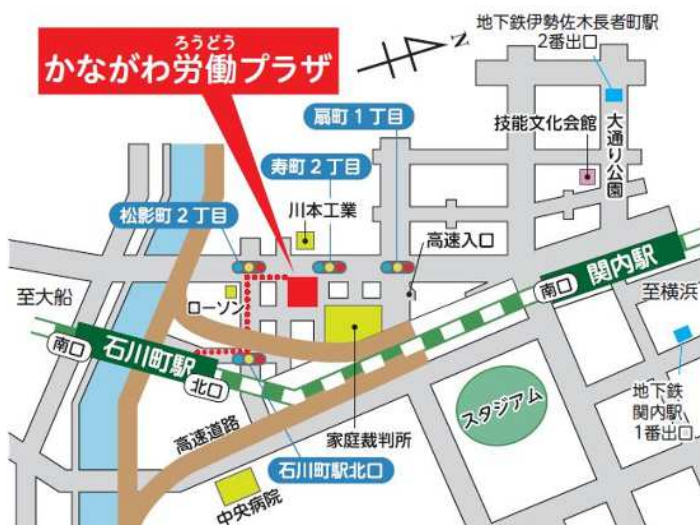 地下鉄伊勢佐木長者町駅
2番出口
ろうどう
かながわ労働プラザ
N
扇町1丁目
技能文化会館
大通り公園
寿町2丁目
松影町2丁目
川本工業
高速入口
関内駅
南口
至大船
ローソン
至横浜
南口
石川町駅
北口
スタジアム
地下鉄
関内駅
1番出口
高速道路
家庭裁判所
石川町駅北口
中央病院